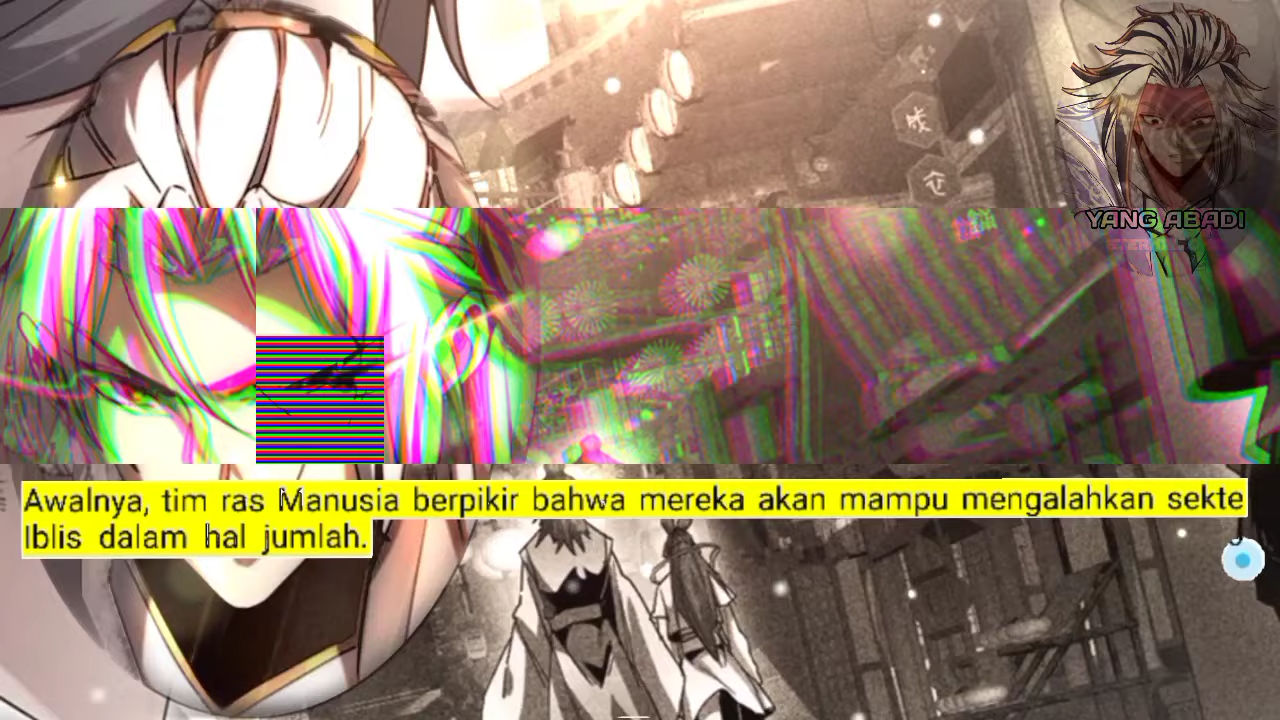 YANG ABADI
Awalnya, tim ras Manusia berpikir bahwa mereka akan mampu mengalahkan sekte
Iblis dalam hal jumlah.